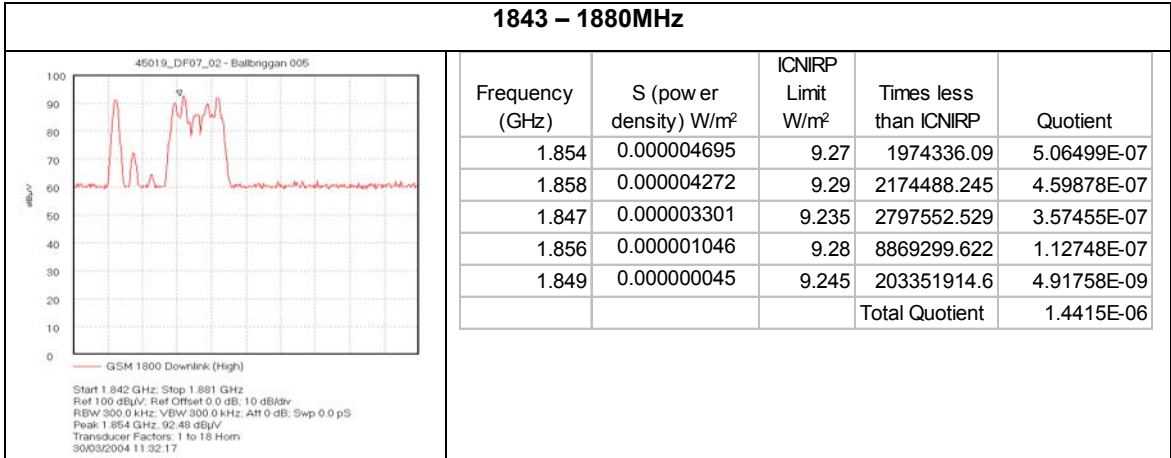 1843 – 1880MHz
45019_DF07_02 - Ballbriggan 005
100
90
80
70
60
50
40
30
20
10
0
dBµV
GSM 1800 Downlink (High)
Start 1.842 GHz; Stop 1.881 GHz
Ref 100 dBµV; Ref Offset 0.0 dB; 10 dB/div
RBW 300.0 kHz; VBW 300.0 kHz; Att 0 dB; Swp 0.0 pS
Peak 1.854 GHz, 92.48 dBµV
Transducer Factors: 1 to 18 Horn
30/03/2004 11:32:17
Frequency (GHz) S (power density) W/m² ICNIRP Limit W/m² Times less than ICNIRP Quotient
1.854 0.000004695 9.27 1974336.09 5.06499E-07
1.858 0.000004272 9.29 2174488.245 4.59878E-07
1.847 0.000003301 9.235 2797552.529 3.57455E-07
1.856 0.000001046 9.28 8869299.622 1.12748E-07
1.849 0.000000045 9.245 203351914.6 4.91758E-09
Total Quotient 1.4415E-06